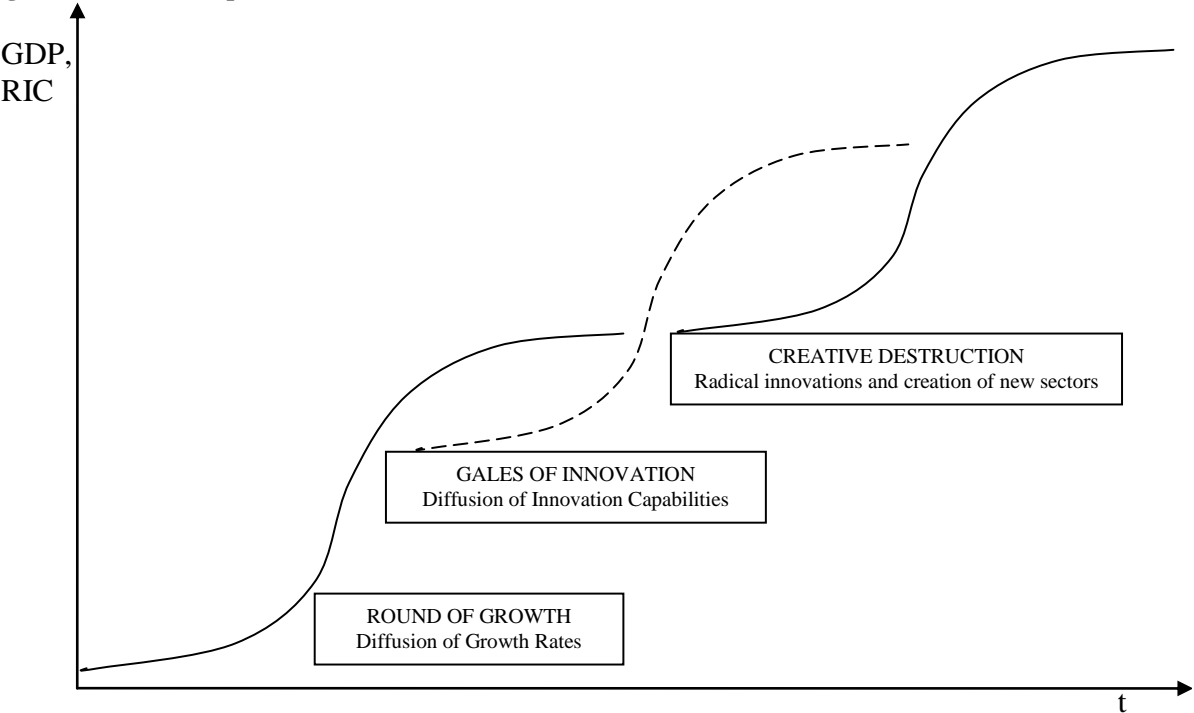 GDP,
RIC
CREATIVE DESTRUCTION
Radical innovations and creation of new sectors
GALES OF INNOVATION
Diffusion of Innovation Capabilities
ROUND OF GROWTH
Diffusion of Growth Rates
t